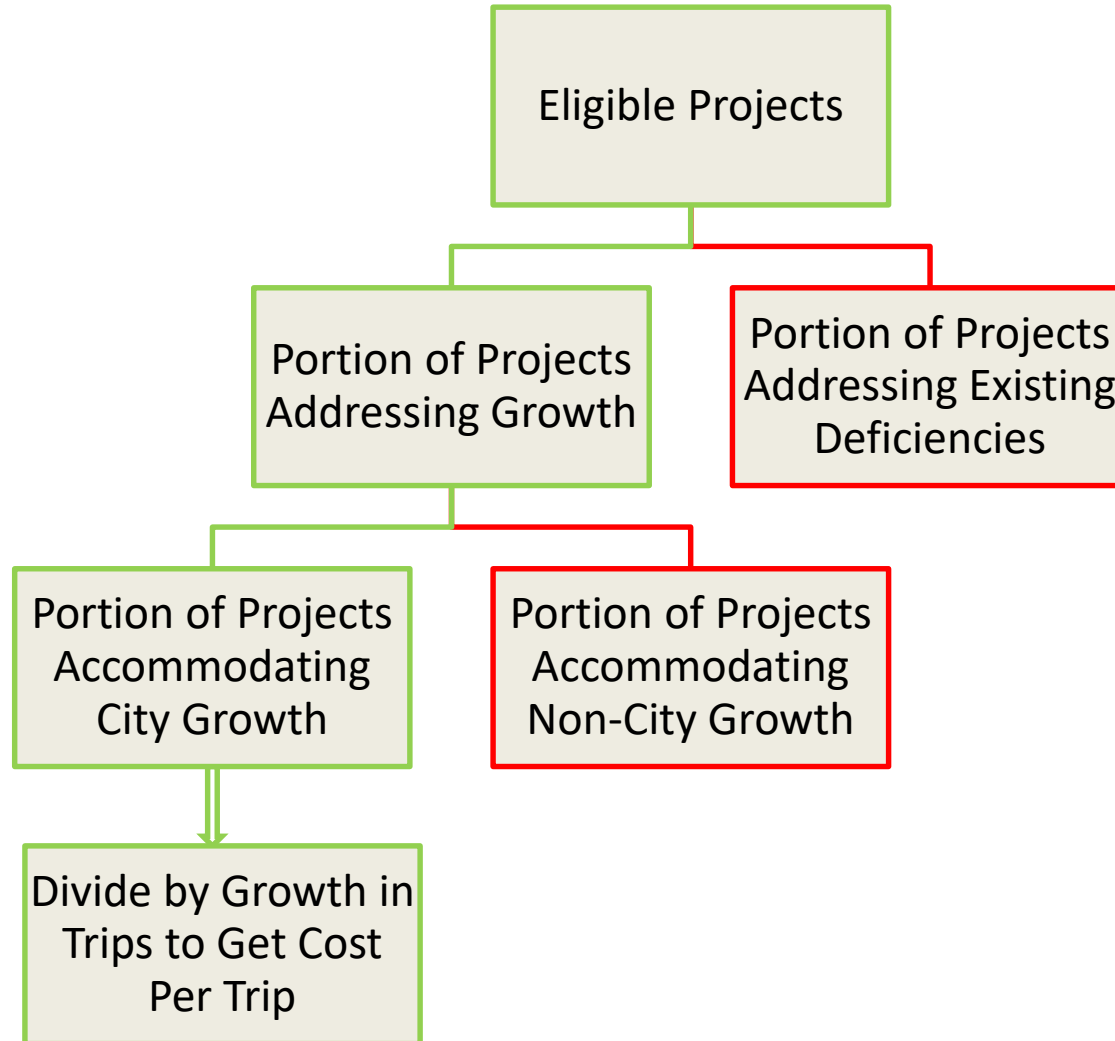 Eligible Projects
Portion of Projects
Addressing Growth
Portion of Projects
Addressing Existing
Deficiencies
Portion of Projects
Accommodating
City Growth
Portion of Projects
Accommodating
Non-City Growth
Divide by Growth in
Trips to Get Cost
Per Trip